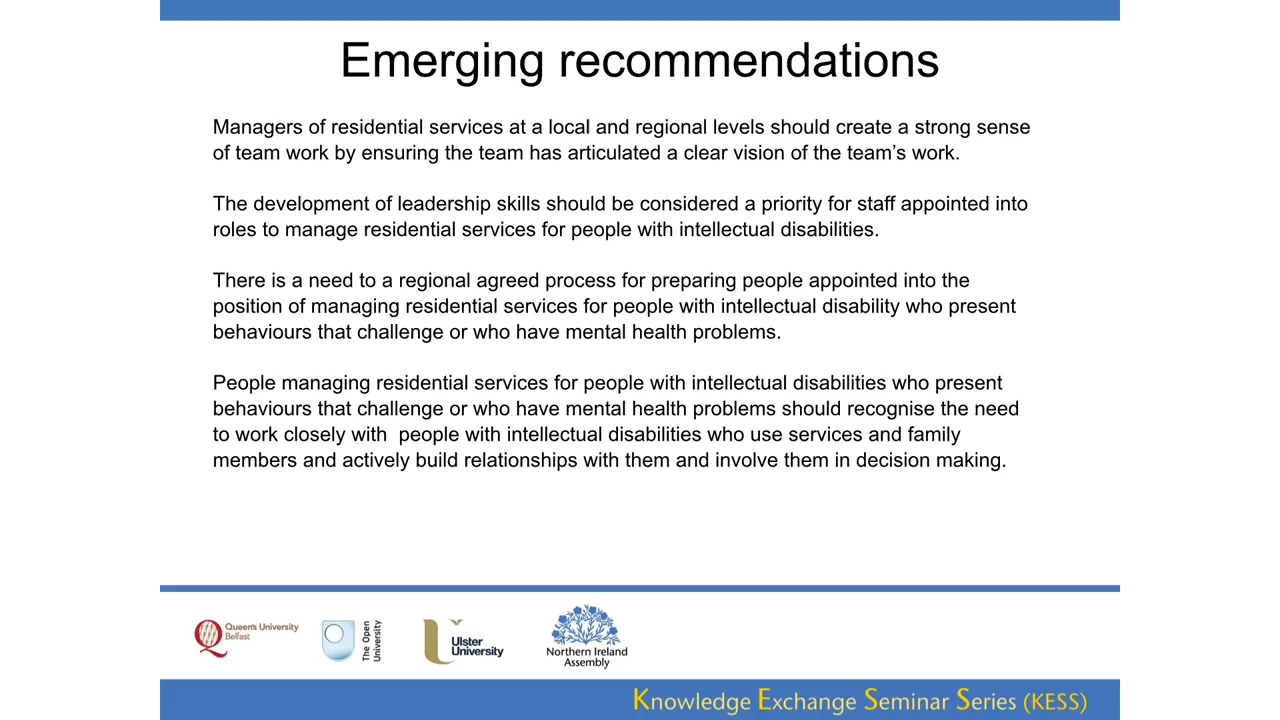 Emerging recommendations
Managers of residential services at a local and regional levels should create a strong sense
of team work by ensuring the team has articulated a clear vision of the team’s work.
The development of leadership skills should be considered a priority for staff appointed into
roles to manage residential services for people with intellectual disabilities.
There is a need to a regional agreed process for preparing people appointed into the
position of managing residential services for people with intellectual disability who present
behaviours that challenge or who have mental health problems.
People managing residential services for people with intellectual disabilities who present
behaviours that challenge or who have mental health problems should recognise the need
to work closely with  people with intellectual disabilities who use services and family
members and actively build relationships with them and involve them in decision making.
Queen's University
Belfast
The Open
University
Ulster
University
Northern Ireland
Assembly
Knowledge Exchange Seminar Series (KESS)